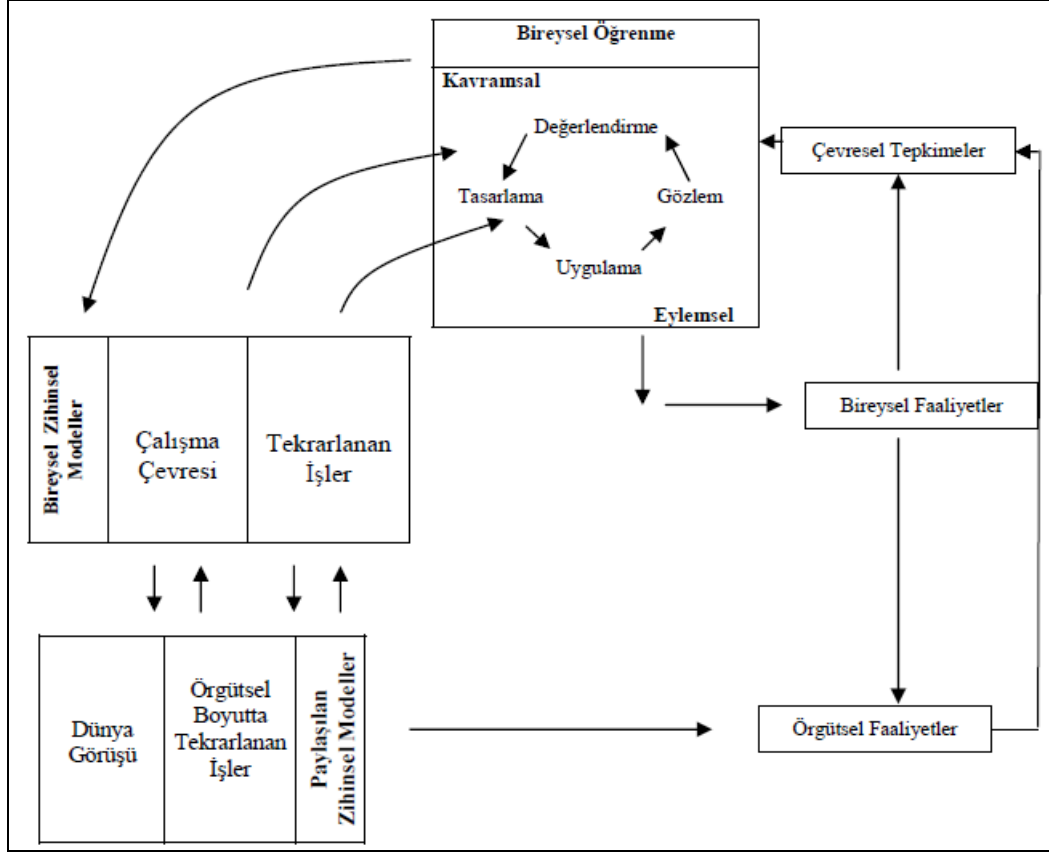 Bireysel Öğrenme
Kavramsal
Değerlendirme
Çevresel Tepkimeler
Tasarlama
Gözlem
Uygulama
Eylemsel
Bireysel Zihinsel
Modeller
Çalışma
Çevresi
Tekrarlanan
İşler
Bireysel Faaliyetler
Dünya
Görüşü
Örgütsel
Boyutta
Tekrarlanan
İşler
Paylaşılan
Zihinsel Modeller
Örgütsel Faaliyetler